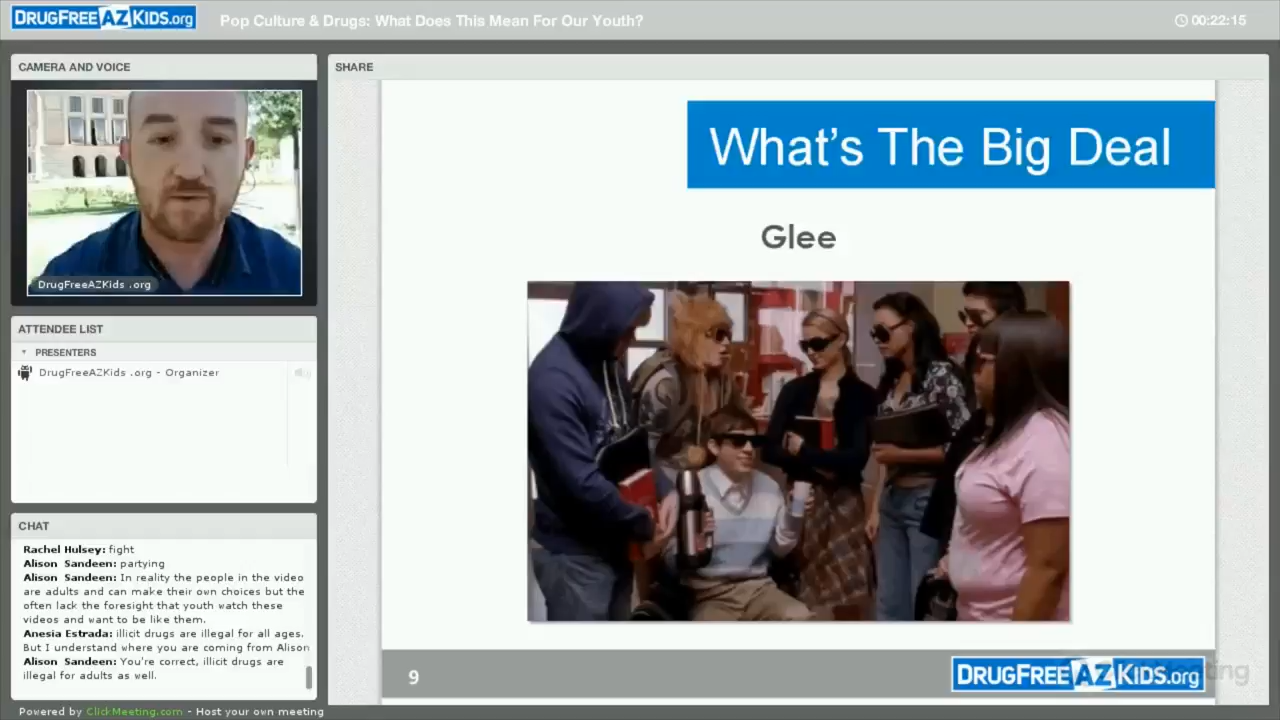 DRUGFREEAZKIDS.org
Pop Culture & Drugs: What Does This Mean For Our Youth?
00:22:15
CAMERA AND VOICE
DrugFreeAZKids .org
ATTENDEE LIST
PRESENTERS
DrugFreeAZKids .org - Organizer
CHAT
Rachel Hulsey: fight
Alison Sandeen: partying
Alison Sandeen: In reality the people in the video
are adults and can make their own choices but the
often lack the foresight that youth watch these
videos and want to be like them.
Anesia Estrada: illicit drugs are illegal for all ages.
But I understand where you are coming from Alison
Alison Sandeen: You're correct, illicit drugs are
illegal for adults as well.
Powered by ClickMeeting.com - Host your own meeting
SHARE
What's The Big Deal
Glee
9
DRUGFREEAZKIDS.org